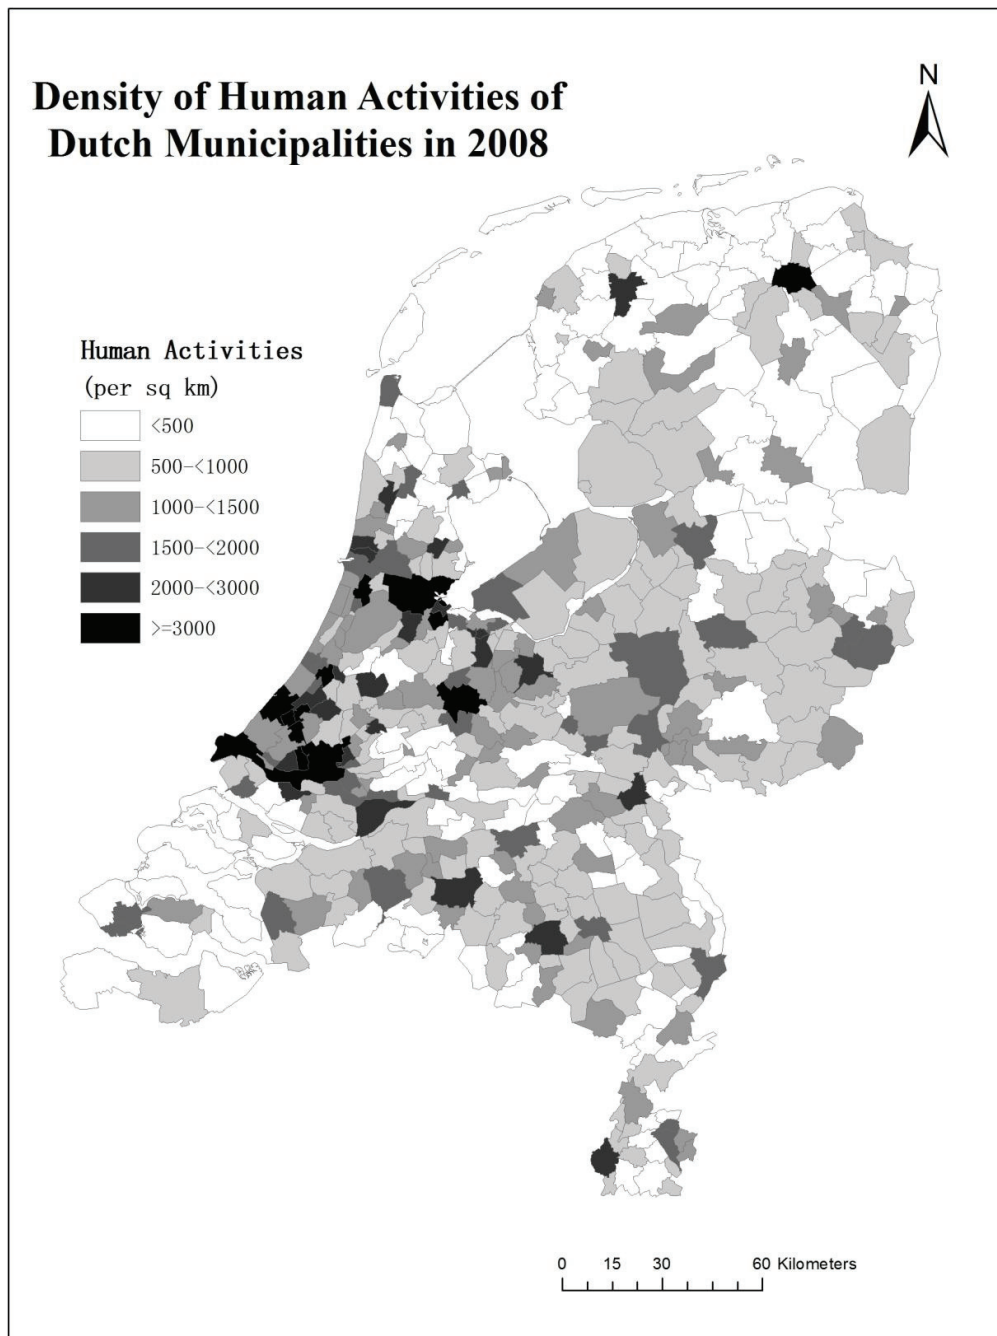 Density of Human Activities of
Dutch Municipalities in 2008
N
Human Activities
(per sq km)
<500
500-<1000
1000-<1500
1500-<2000
2000-<3000
>=3000
0 15 30 60 Kilometers